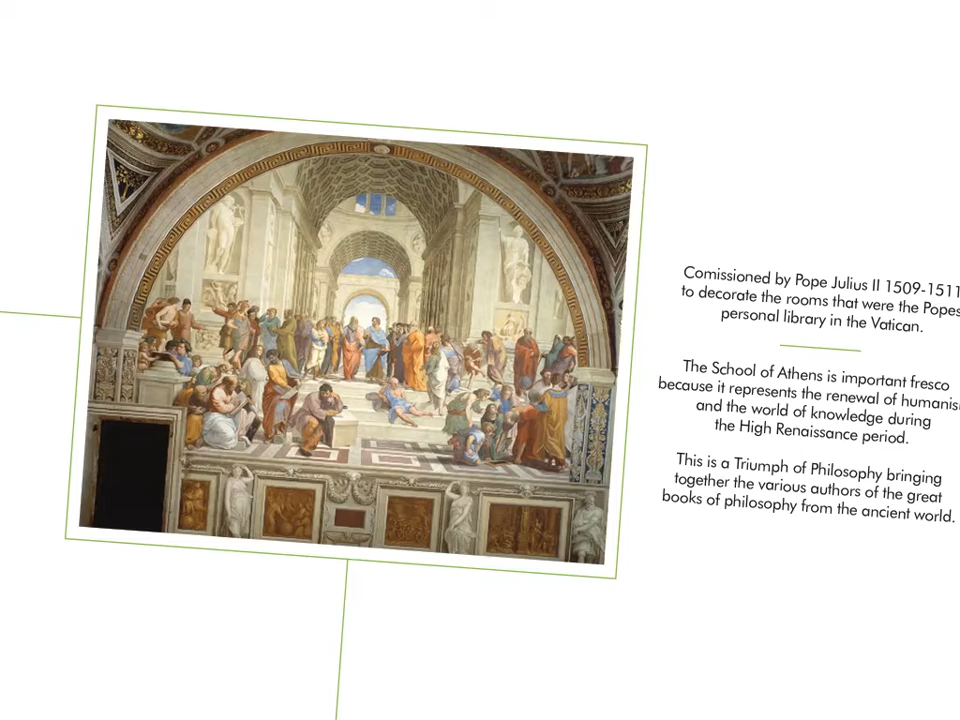 Comissioned by Pope Julius II 1509-1511
to decorate the rooms that were the Popes
personal library in the Vatican.
The School of Athens is important fresco
because it represents the renewal of
and the world of knowledge during
the High Renaissance period.
This is a Triumph of Philosophy bringing
together the various authors of the great
books of philosophy from the ancient world.